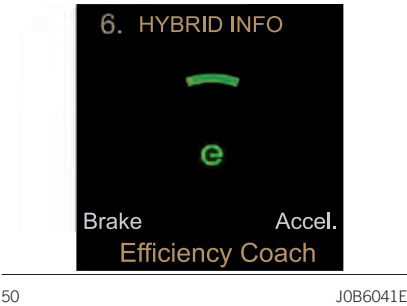 6. HYBRID INFO
e
Brake Accel.
Efficiency Coach
50 J0B6041E